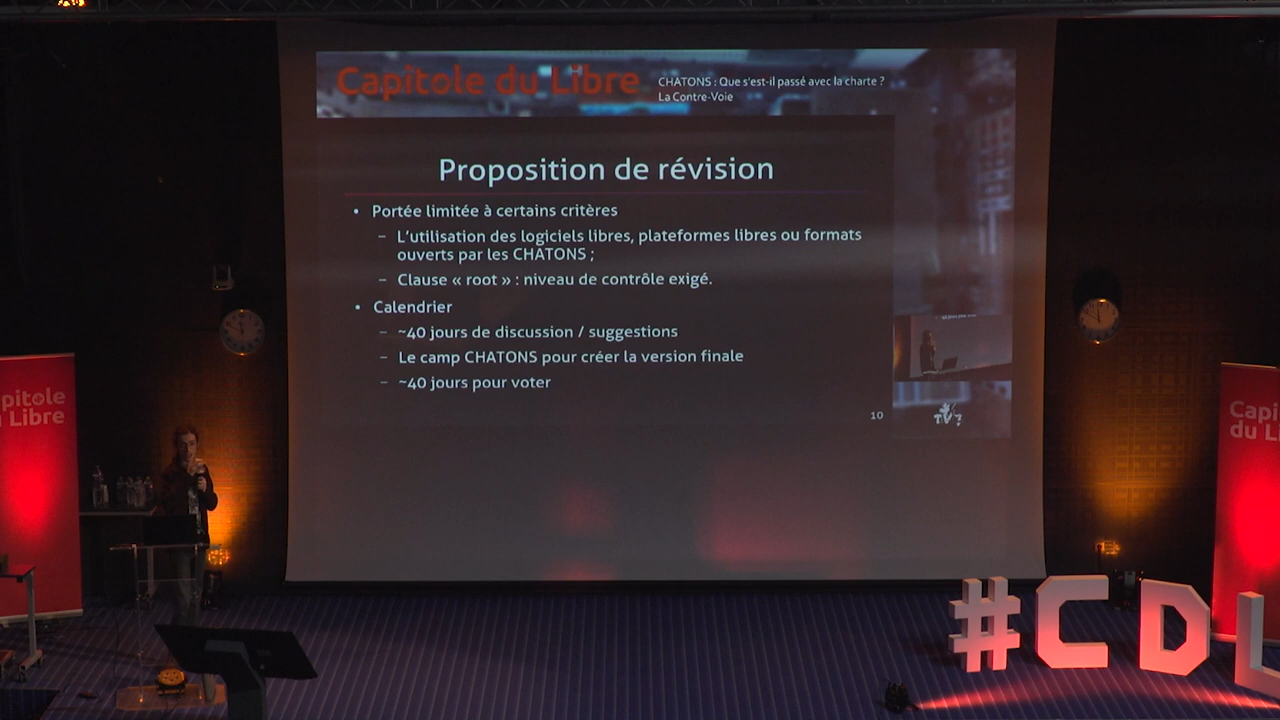 Capitole du Libre
CHATONS : Que s'est-il passé avec la charte ?
La Contre-Voie
Proposition de révision
• Portée limitée à certains critères
– L'utilisation des logiciels libres, plateformes libres ou formats
ouverts par les CHATONS ;
– Clause « root » : niveau de contrôle exigé.
• Calendrier
– ~40 jours de discussion / suggestions
– Le camp CHATONS pour créer la version finale
– ~40 jours pour voter
10
pitole
Libre
Capi
du L
#CDL